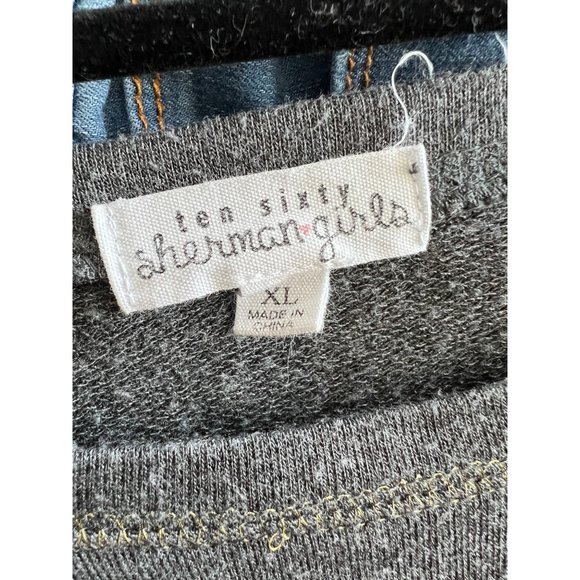 ten sixty
sherman girls
XL
MADE IN
CHINA